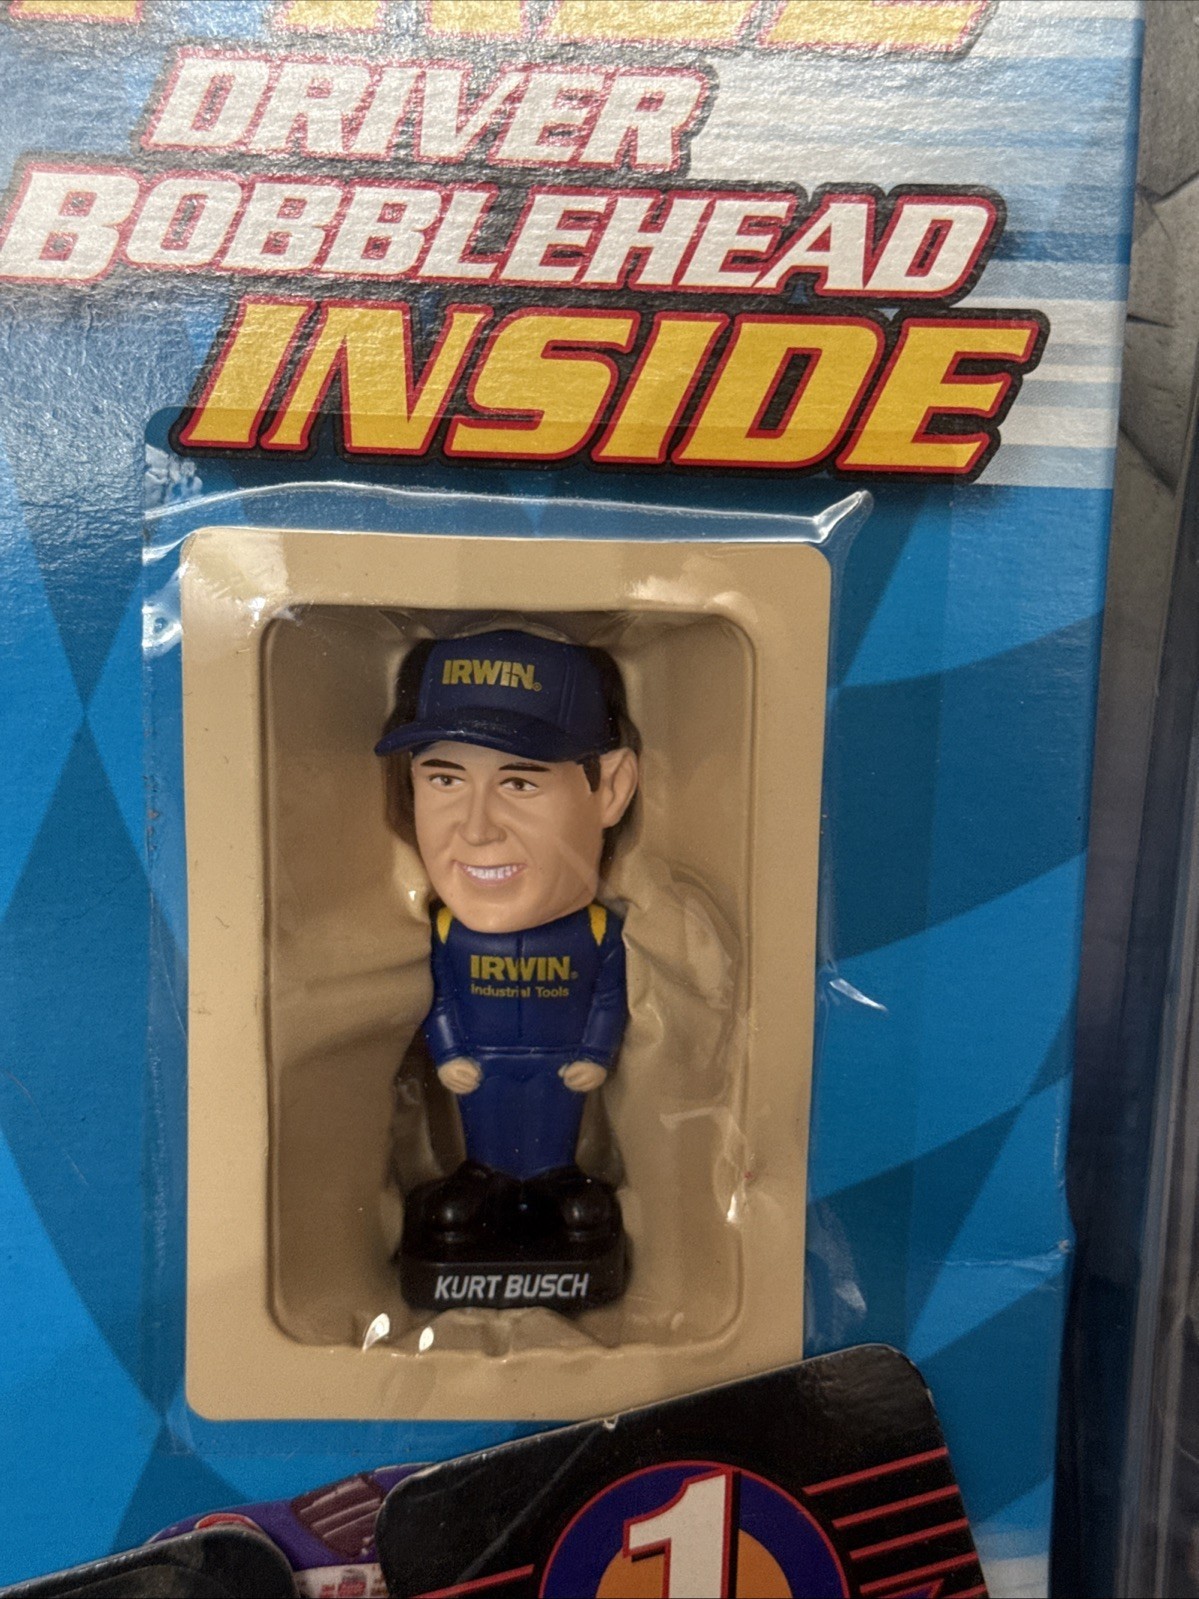 DRIVER
BOBBLEHEAD
INSIDE
IRWIN®
IRWIN®
Industrial Tools
KURT BUSCH
1